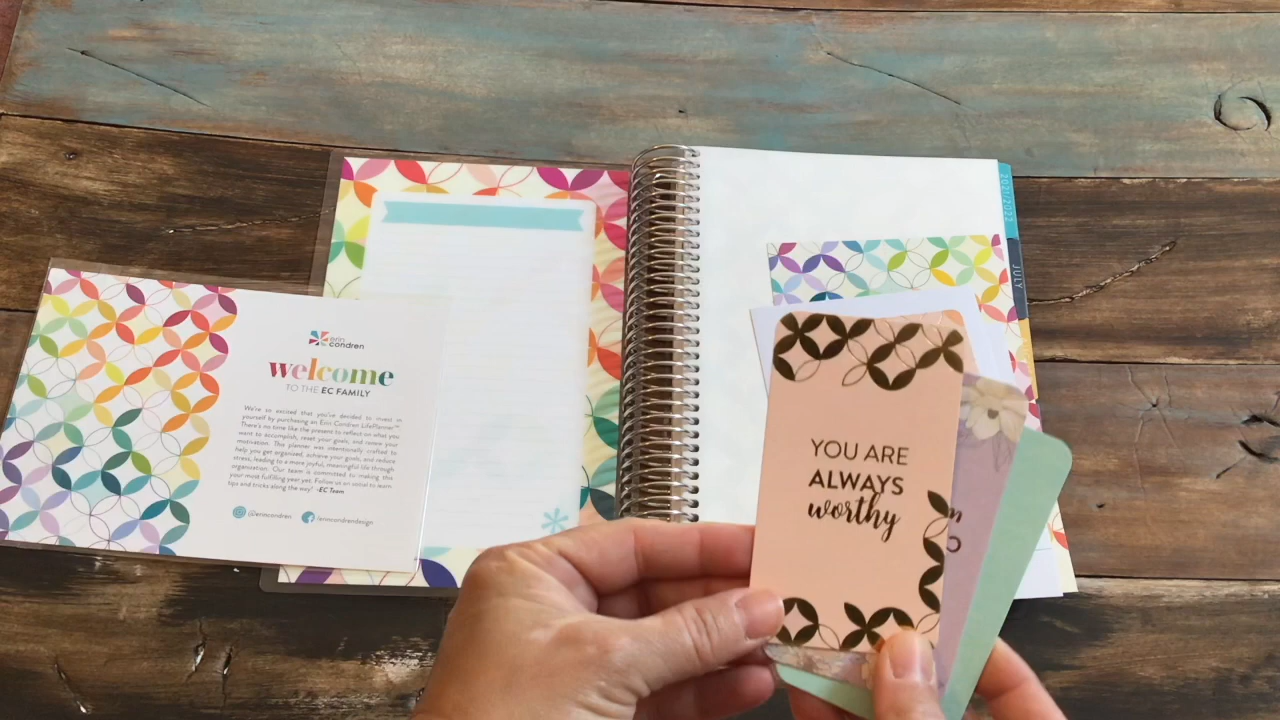 erin
condren
welcome
TO THE EC FAMILY
We're so excited that you've decided to invest in
yourself by purchasing an Erin Condren LifePlanner™
There's no time like the present to reflect on what you
want to accomplish, reset your goals, and renew your
motivation. This planner was intentionally crafted to
help you get organized, achieve your goals, and reduce
stress, leading to a more joyful, meaningful life through
organization. Our team is committed to making this
your most fulfilling year yet. Follow us on social to learn
tips and tricks along the way! -EC Team
@erincondren
/erincondrendesign
2021/2022
JULY
YOU ARE
ALWAYS
worthy